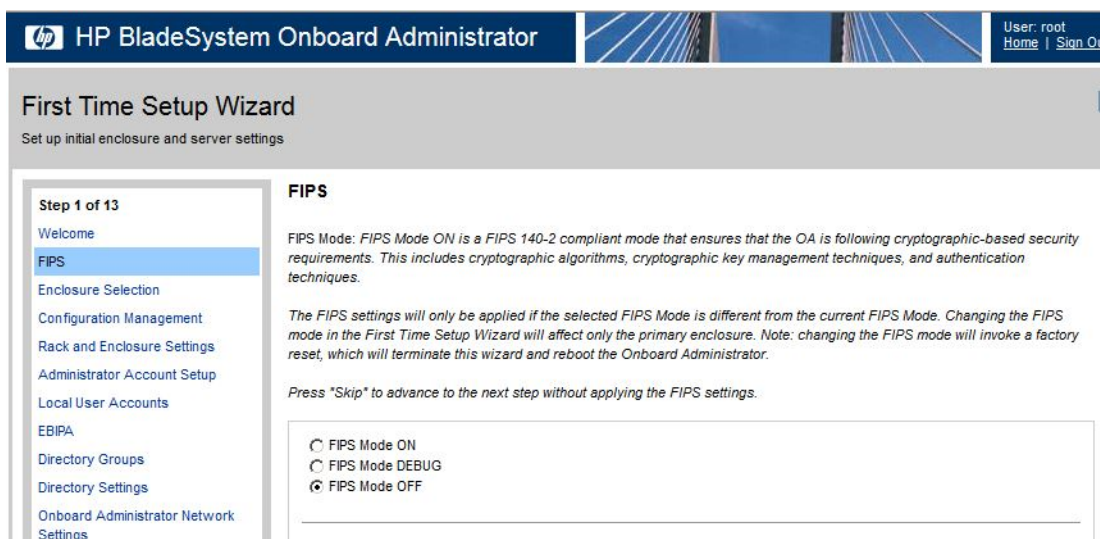 hp HP BladeSystem Onboard Administrator
User: root
Home | Sign Ou
First Time Setup Wizard
Set up initial enclosure and server settings
Step 1 of 13
Welcome
FIPS
Enclosure Selection
Configuration Management
Rack and Enclosure Settings
Administrator Account Setup
Local User Accounts
EBIPA
Directory Groups
Directory Settings
Onboard Administrator Network
Settings
FIPS
FIPS Mode: FIPS Mode ON is a FIPS 140-2 compliant mode that ensures that the OA is following cryptographic-based security
requirements. This includes cryptographic algorithms, cryptographic key management techniques, and authentication
techniques.
The FIPS settings will only be applied if the selected FIPS Mode is different from the current FIPS Mode. Changing the FIPS
mode in the First Time Setup Wizard will affect only the primary enclosure. Note: changing the FIPS mode will invoke a factory
reset, which will terminate this wizard and reboot the Onboard Administrator.
Press "Skip" to advance to the next step without applying the FIPS settings.
FIPS Mode ON
FIPS Mode DEBUG
FIPS Mode OFF